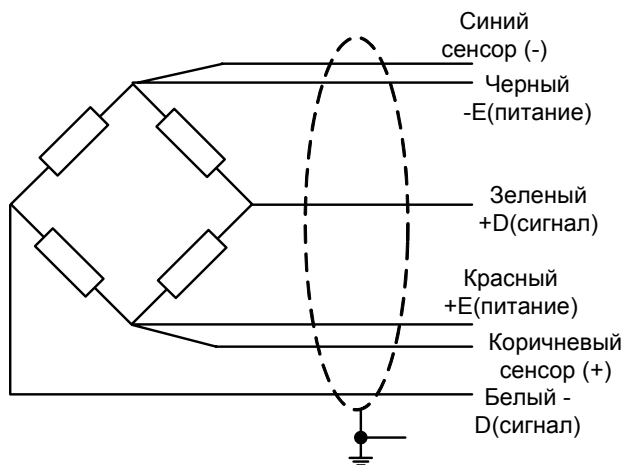 Синий
сенсор (-)
Черный
-Е(питание)
Зеленый
+D(сигнал)
Красный
+Е(питание)
Коричневый
сенсор (+)
Белый -
D(сигнал)